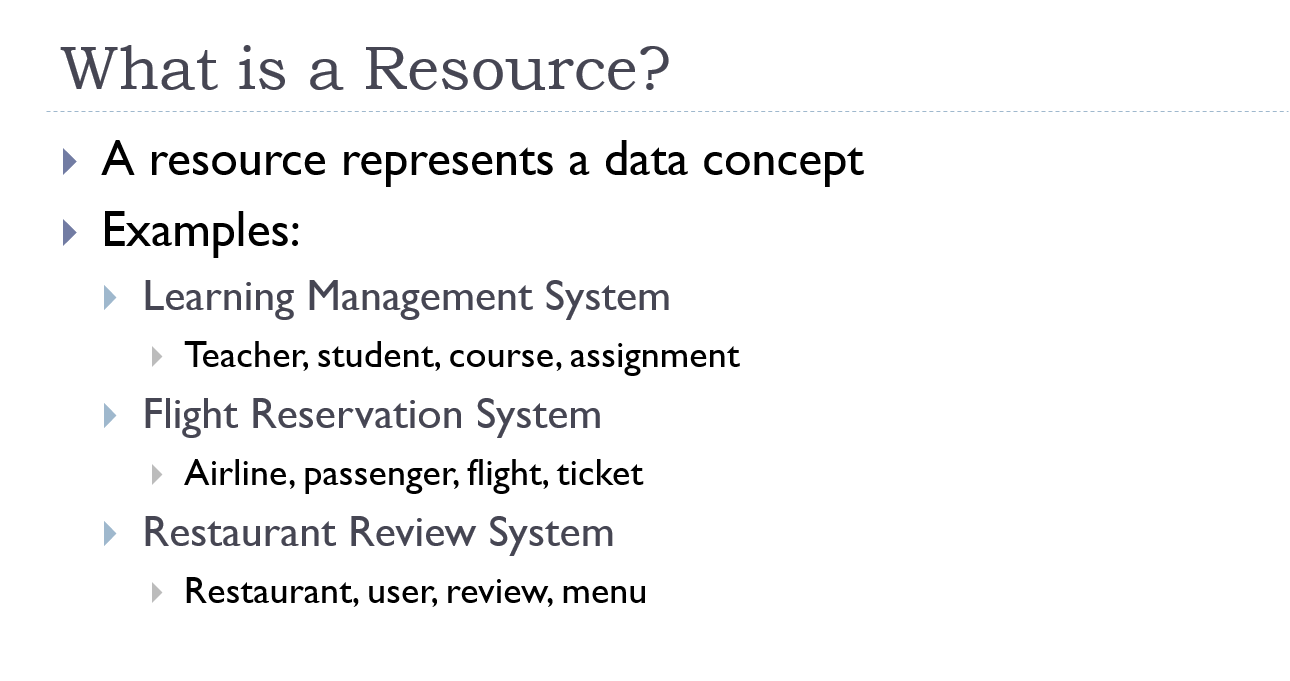 What is a Resource?
A resource represents a data concept
Examples:
Learning Management System
Teacher, student, course, assignment
Flight Reservation System
Airline, passenger, flight, ticket
Restaurant Review System
Restaurant, user, review, menu